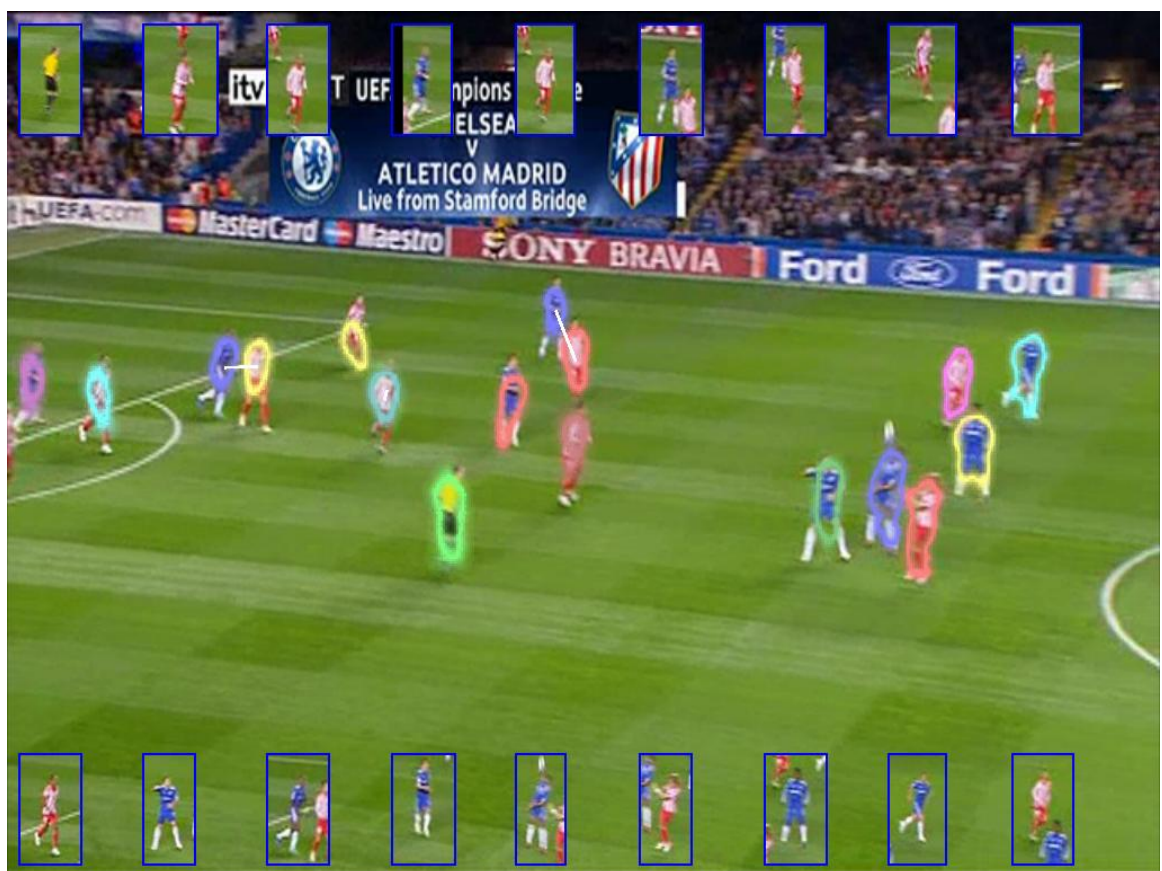 itv
T UEF
mpions
e
ELSEA
V
ATLETICO MADRID
Live from Stamford Bridge
UEFA.com
MasterCard
Maestro
SONY BRAVIA
Ford
Ford
Ford